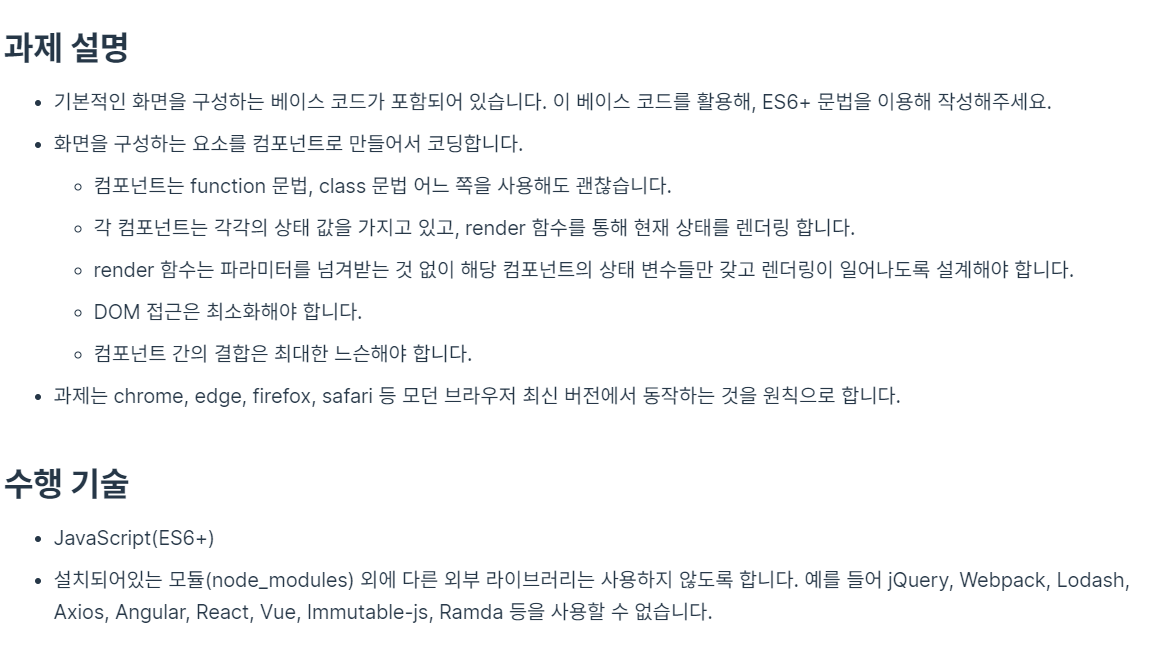 과제 설명
기본적인 화면을 구성하는 베이스 코드가 포함되어 있습니다. 이 베이스 코드를 활용해, ES6+ 문법을 이용해 작성해주세요.
화면을 구성하는 요소를 컴포넌트로 만들어서 코딩합니다.
컴포넌트는 function 문법, class 문법 어느 쪽을 사용해도 괜찮습니다.
각 컴포넌트는 각각의 상태 값을 가지고 있고, render 함수를 통해 현재 상태를 렌더링 합니다.
render 함수는 파라미터를 넘겨받는 것 없이 해당 컴포넌트의 상태 변수들만 갖고 렌더링이 일어나도록 설계해야 합니다.
DOM 접근은 최소화해야 합니다.
컴포넌트 간의 결합은 최대한 느슨해야 합니다.
과제는 chrome, edge, firefox, safari 등 모던 브라우저 최신 버전에서 동작하는 것을 원칙으로 합니다.
수행 기술
JavaScript(ES6+)
설치되어있는 모듈(node_modules) 외에 다른 외부 라이브러리는 사용하지 않도록 합니다. 예를 들어 jQuery, Webpack, Lodash,
Axios, Angular, React, Vue, Immutable-js, Ramda 등을 사용할 수 없습니다.